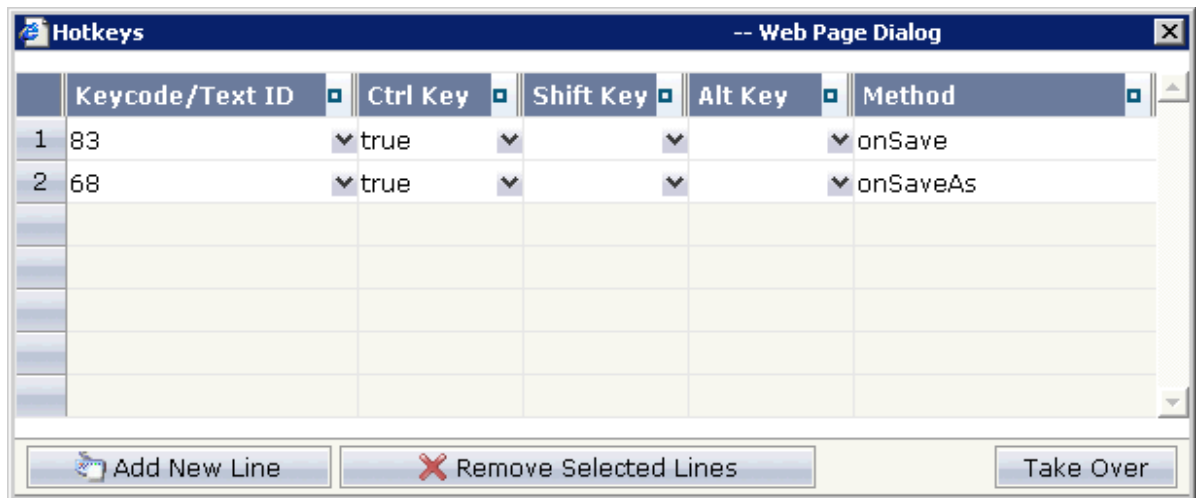 Hotkeys -- Web Page Dialog
Keycode/Text ID Ctrl Key Shift Key Alt Key Method
1 83 true onSave
2 68 true onSaveAs
Add New Line Remove Selected Lines Take Over